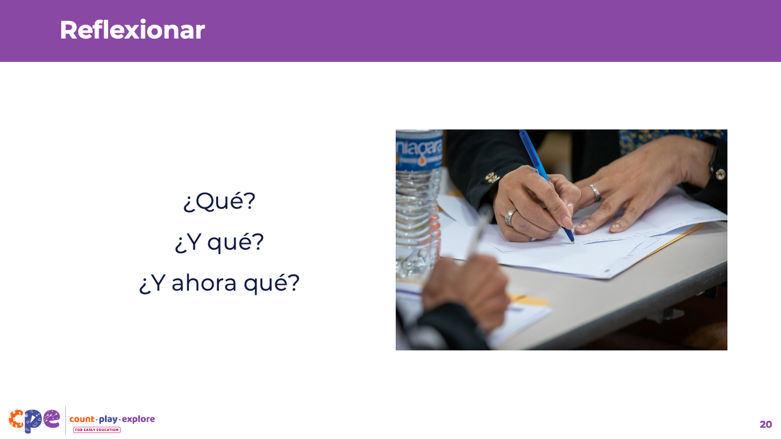 Reflexionar
¿Qué?
¿Y qué?
¿Y ahora qué?
niagara
cpe
count·play·explore
FOR EARLY EDUCATION
20